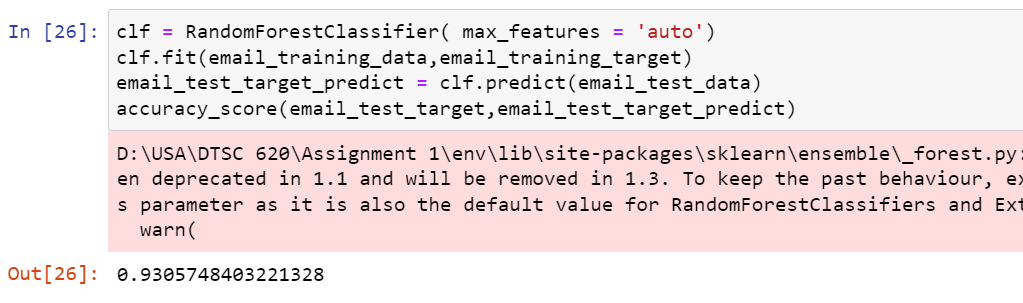 In [26]: clf = RandomForestClassifier( max_features = 'auto')
clf.fit(email_training_data,email_training_target)
email_test_target_predict = clf.predict(email_test_data)
accuracy_score(email_test_target,email_test_target_predict)
D:\USA\DTSC 620\Assignment 1\env\lib\site-packages\sklearn\ensemble\_forest.py:
en deprecated in 1.1 and will be removed in 1.3. To keep the past behaviour, ex
s parameter as it is also the default value for RandomForestClassifiers and Ext
warn(
Out[26]: 0.9305748403221328